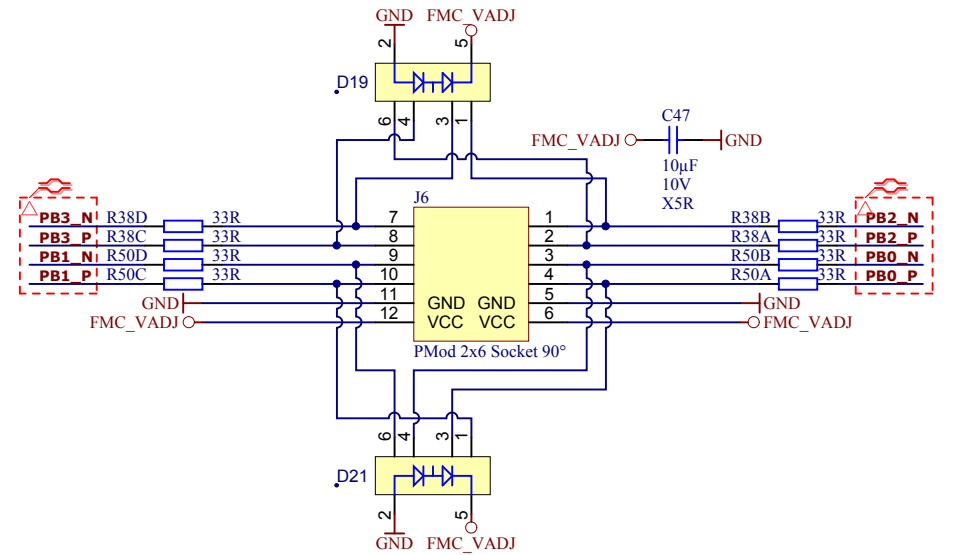 GND FMC_VADJ
2 5
D19
6 4 3 1
C47
FMC_VADJ GND
10µF
10V
X5R
J6
PB3_N R38D 33R 7 1 R38B 33R PB2_N
PB3_P R38C 33R 8 2 R38A 33R PB2_P
PB1_N R50D 33R 9 3 R50B 33R PB0_N
PB1_P R50C 33R 10 4 R50A 33R PB0_P
GND 11 GND GND 5 GND
FMC_VADJ 12 VCC VCC 6 FMC_VADJ
PMod 2x6 Socket 90°
6 4 3 1
D21
2 5
GND FMC_VADJ